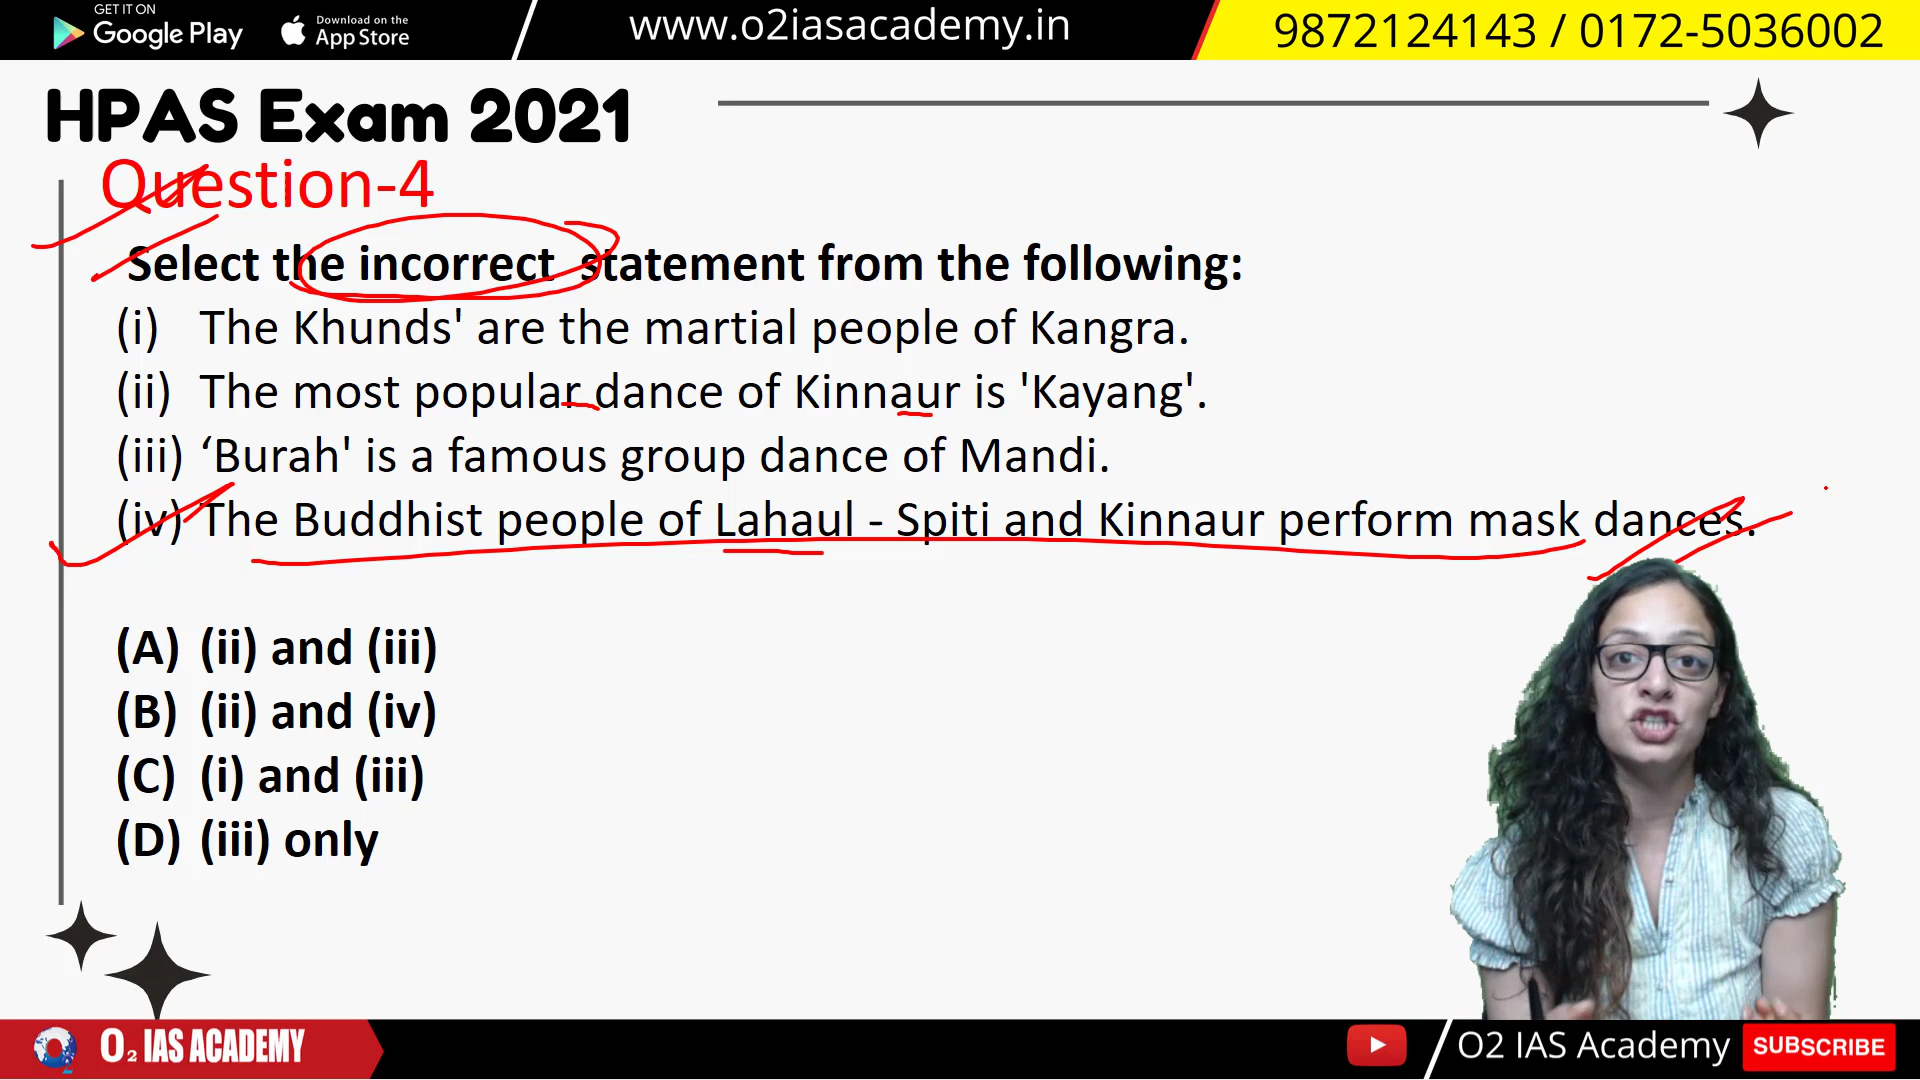 GET IT ON
Google Play
Download on the
App Store
www.o2iasacademy.in
9872124143 / 0172-5036002
HPAS Exam 2021
Question-4
Select the incorrect statement from the following:
(i) The Khunds' are the martial people of Kangra.
(ii) The most popular dance of Kinnaur is 'Kayang'.
(iii) ‘Burah' is a famous group dance of Mandi.
(iv) The Buddhist people of Lahaul - Spiti and Kinnaur perform mask dances.
(A) (ii) and (iii)
(B) (ii) and (iv)
(C) (i) and (iii)
(D) (iii) only
O2 IAS ACADEMY
O2 IAS Academy
SUBSCRIBE